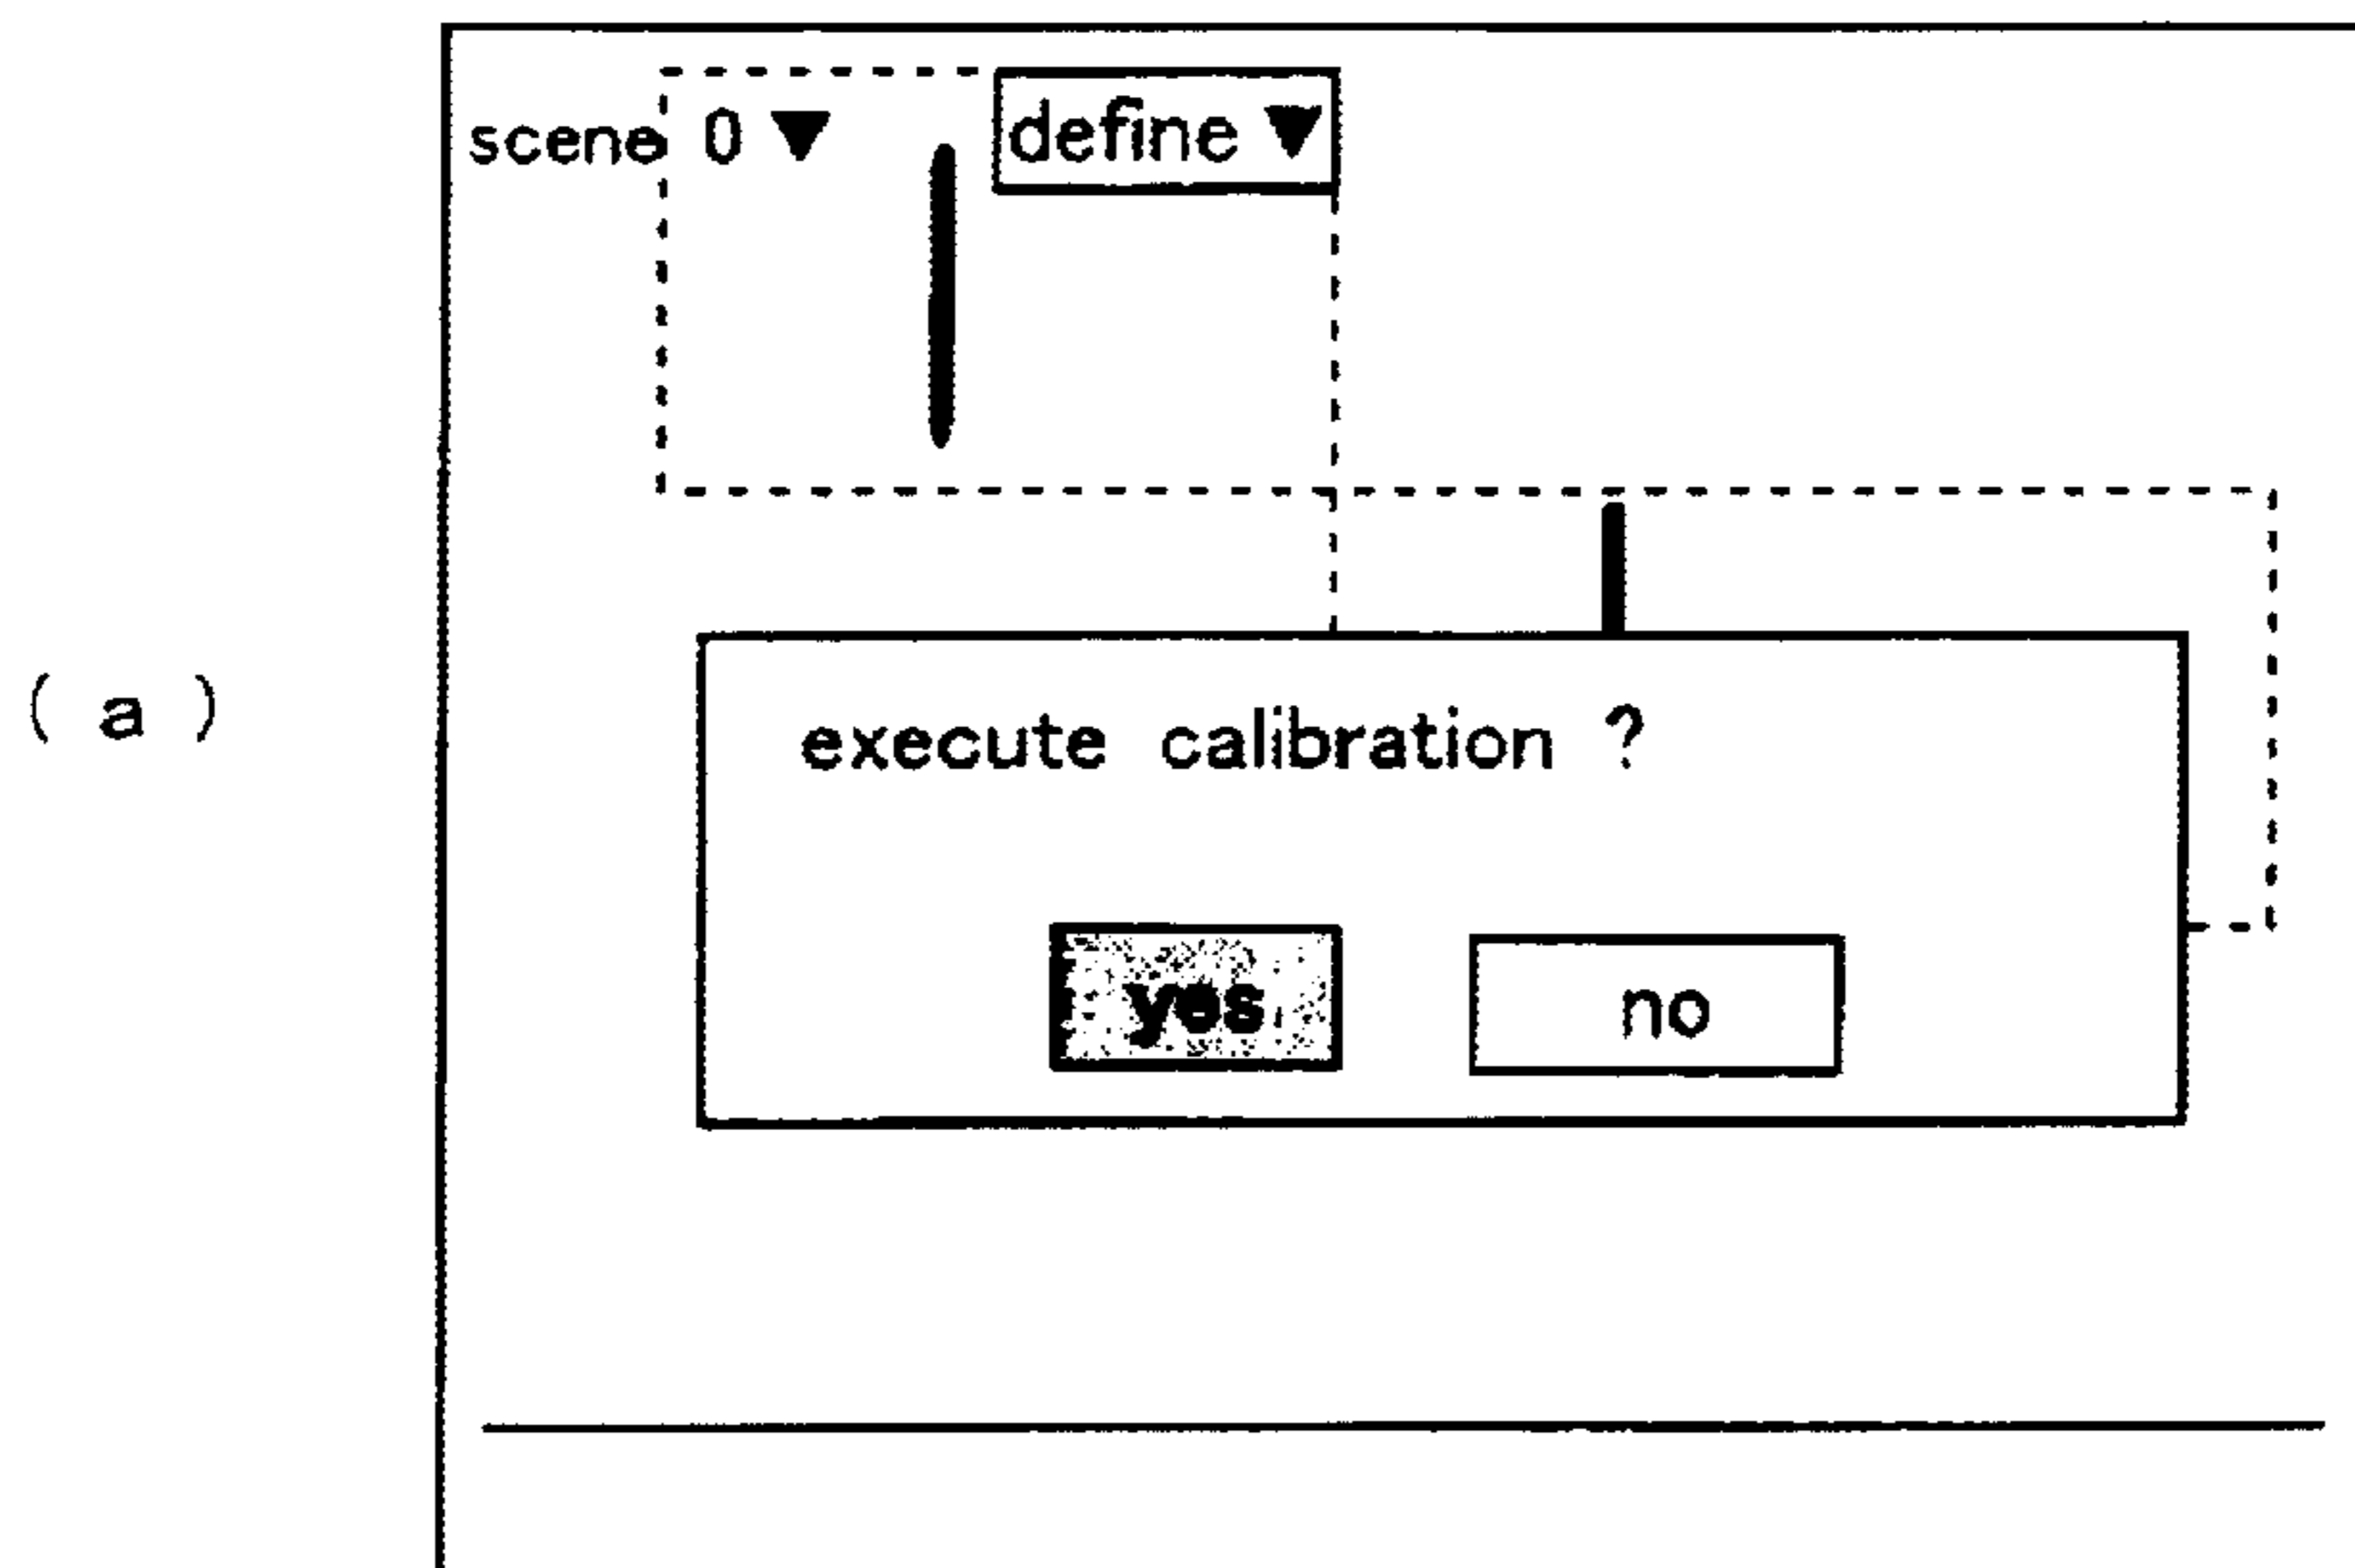 scene 0 ▼ define ▼
( a )
execute calibration ?
yes no